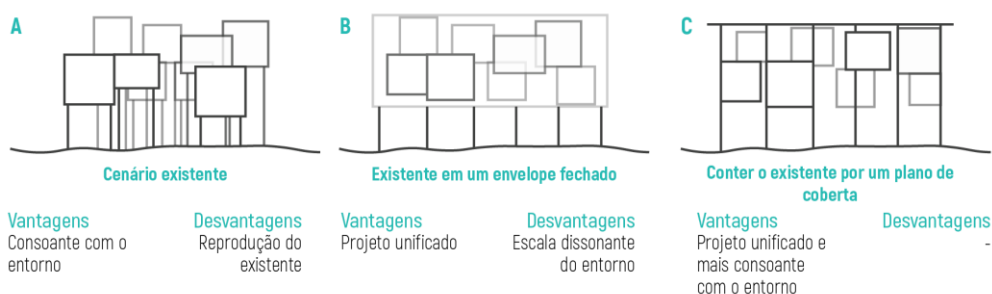 A
Cenário existente
Vantagens
Consoante com o
entorno
Desvantagens
Reprodução do
existente
B
Existente em um envelope fechado
Vantagens
Projeto unificado
Desvantagens
Escala dissonante
do entorno
C
Conter o existente por um plano de
coberta
Vantagens
Projeto unificado e
mais consoante
com o entorno
Desvantagens
-